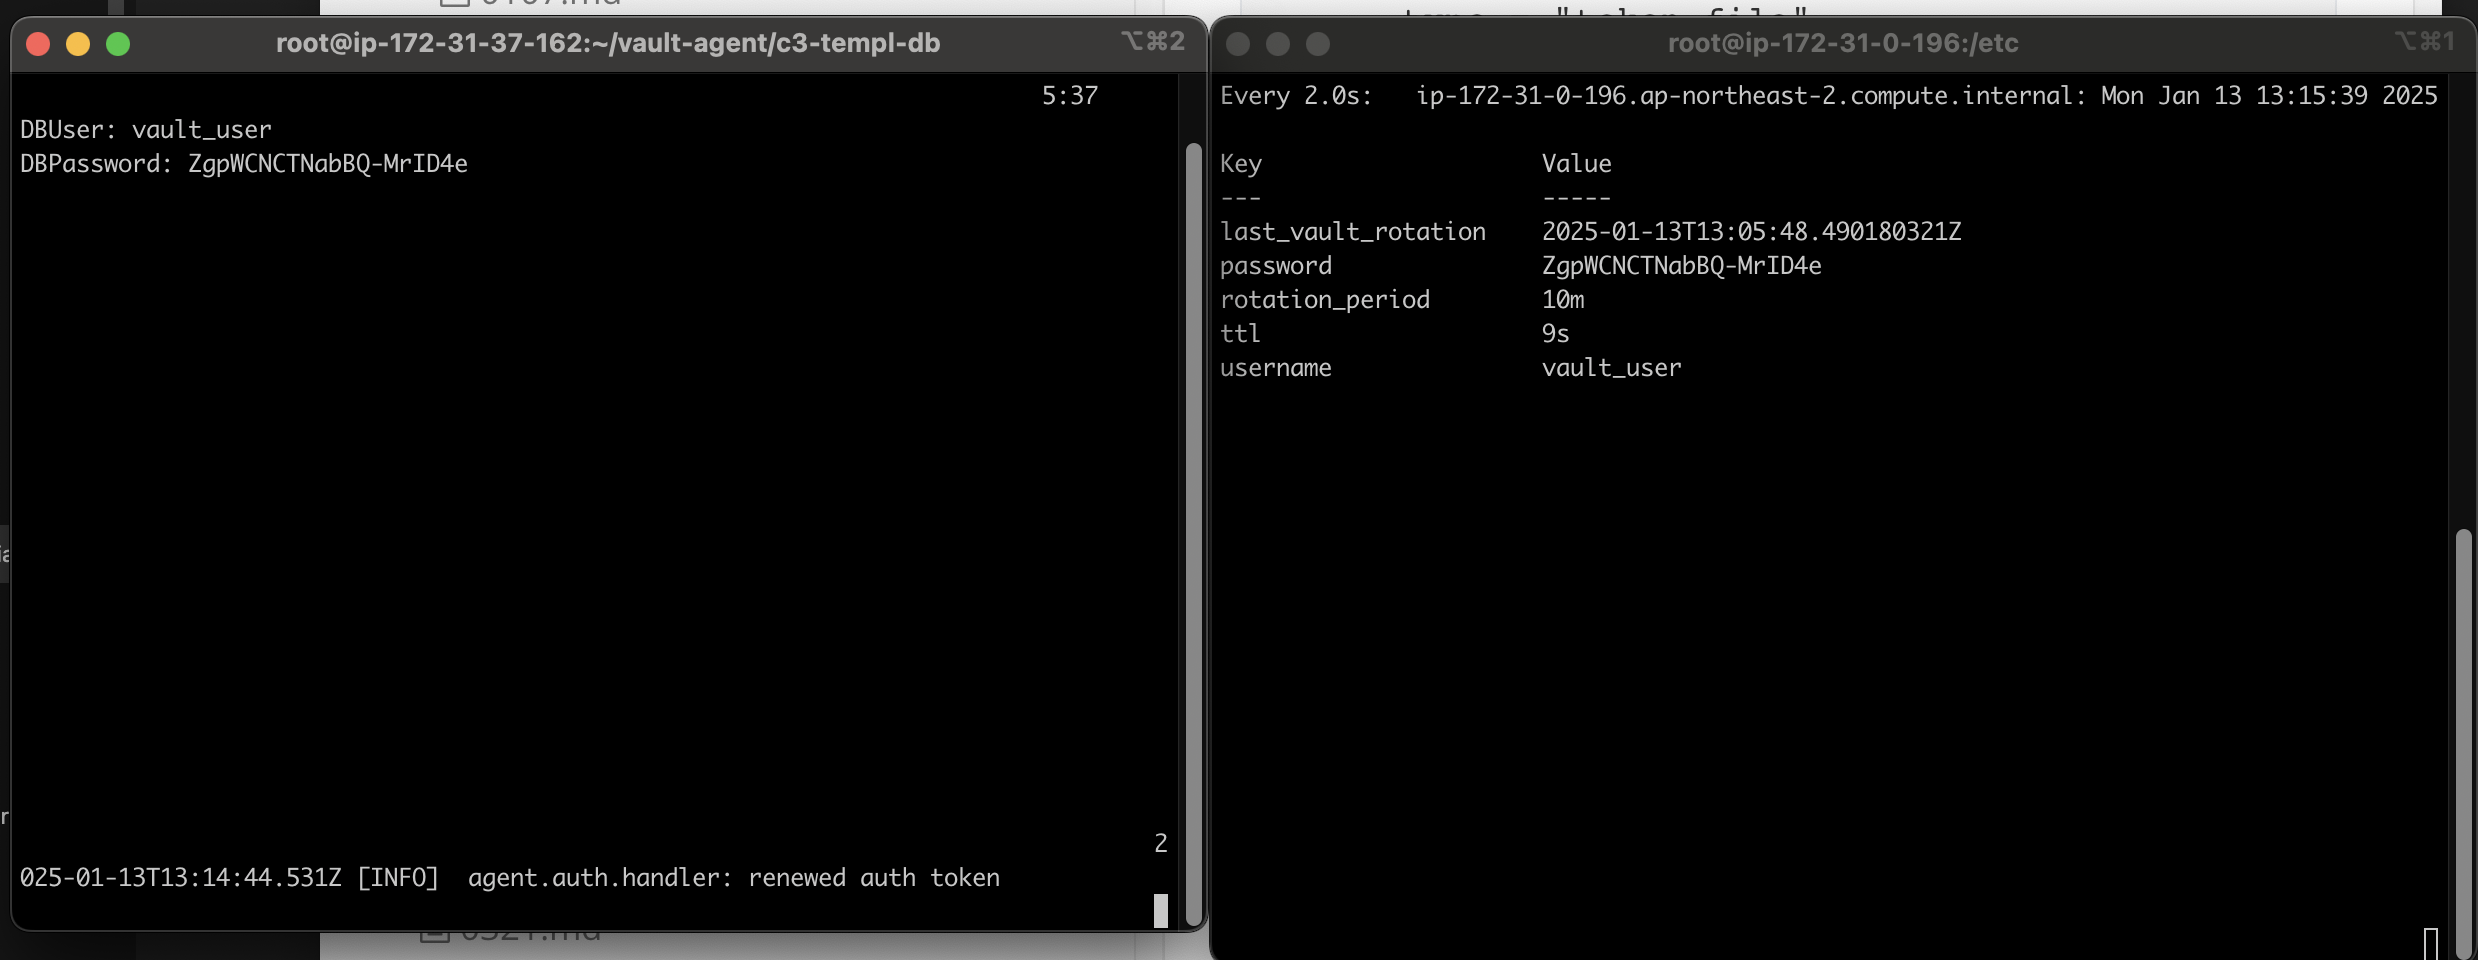 root@ip-172-31-37-162:~/vault-agent/c3-templ-db
⌥⌘2
5:37
DBUser: vault_user
DBPassword: ZgpWCNCTNabBQ-MrID4e
2
025-01-13T13:14:44.531Z [INFO]  agent.auth.handler: renewed auth token
root@ip-172-31-0-196:/etc
⌥⌘1
Every 2.0s:   ip-172-31-0-196.ap-northeast-2.compute.internal: Mon Jan 13 13:15:39 2025
Key                    Value
---                    -----
last_vault_rotation    2025-01-13T13:05:48.490180321Z
password               ZgpWCNCTNabBQ-MrID4e
rotation_period        10m
ttl                    9s
username               vault_user